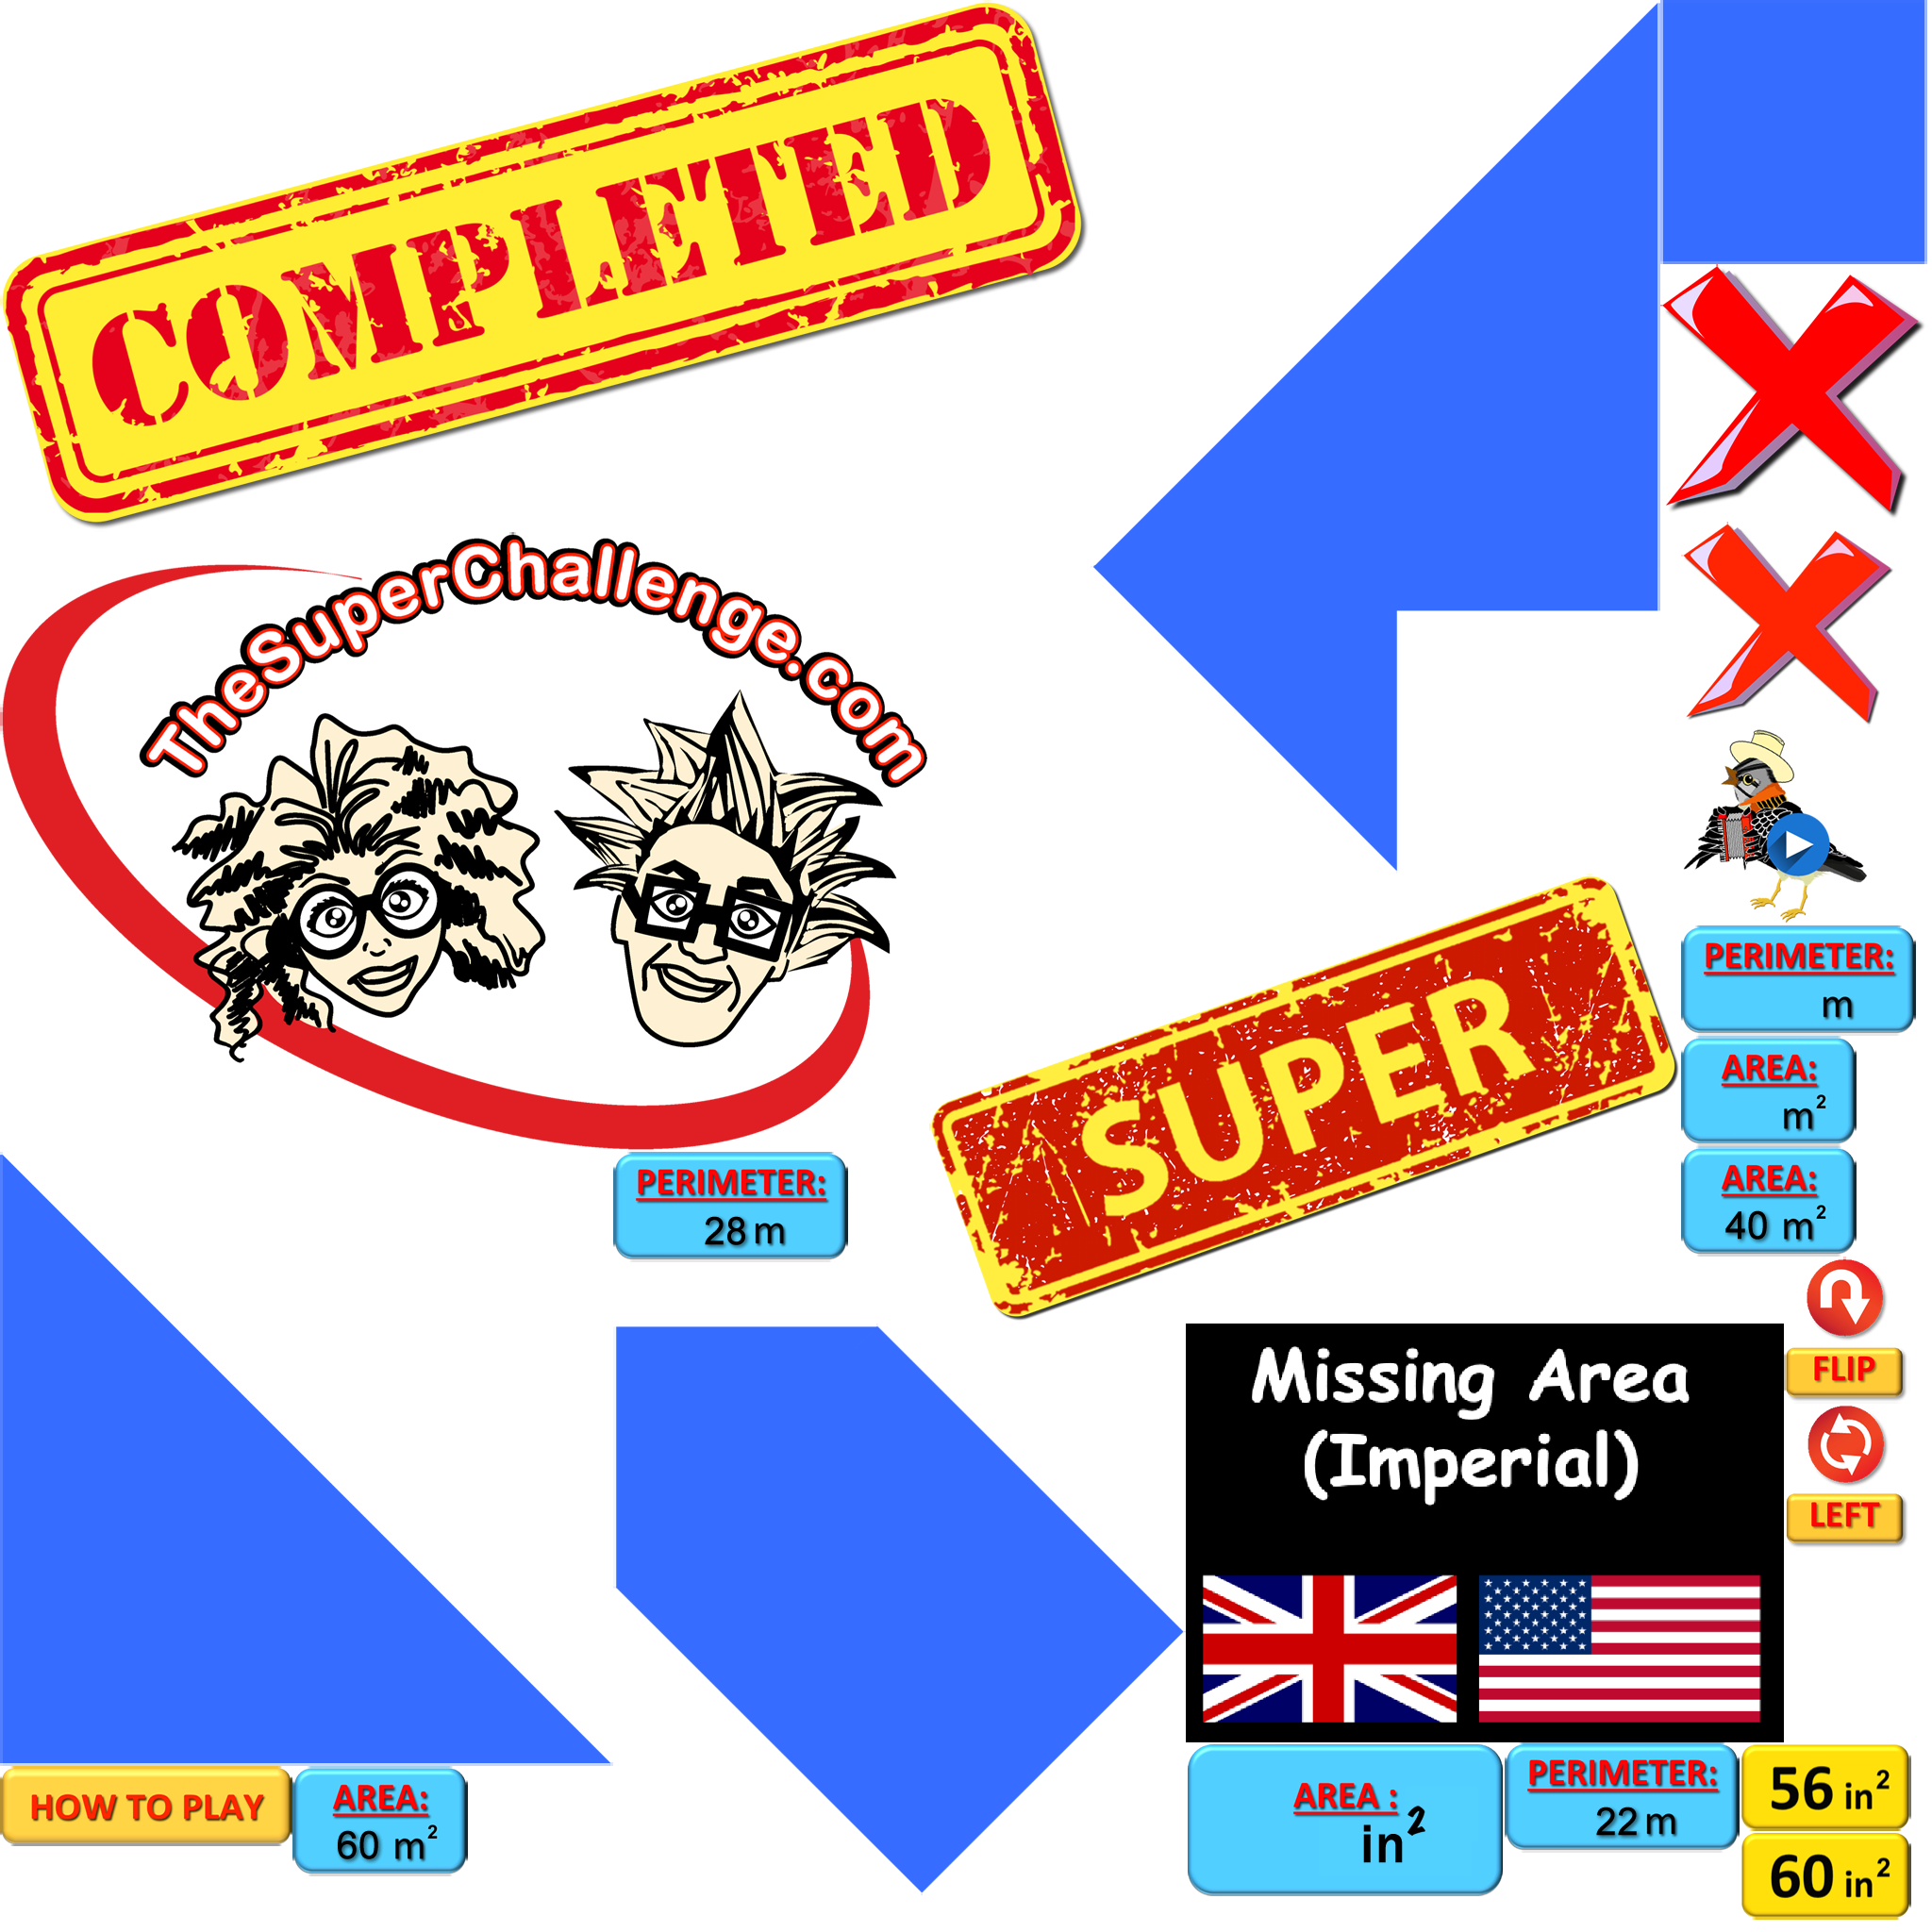 COMPLETED
TheSuperChallenge.com
PERIMETER:
m
AREA:
m²
AREA:
40 m²
SUPER
PERIMETER:
28 m
FLIP
LEFT
Missing Area
(Imperial)
HOW TO PLAY
AREA:
60 m²
AREA :
in²
PERIMETER:
22 m
56 in²
60 in²